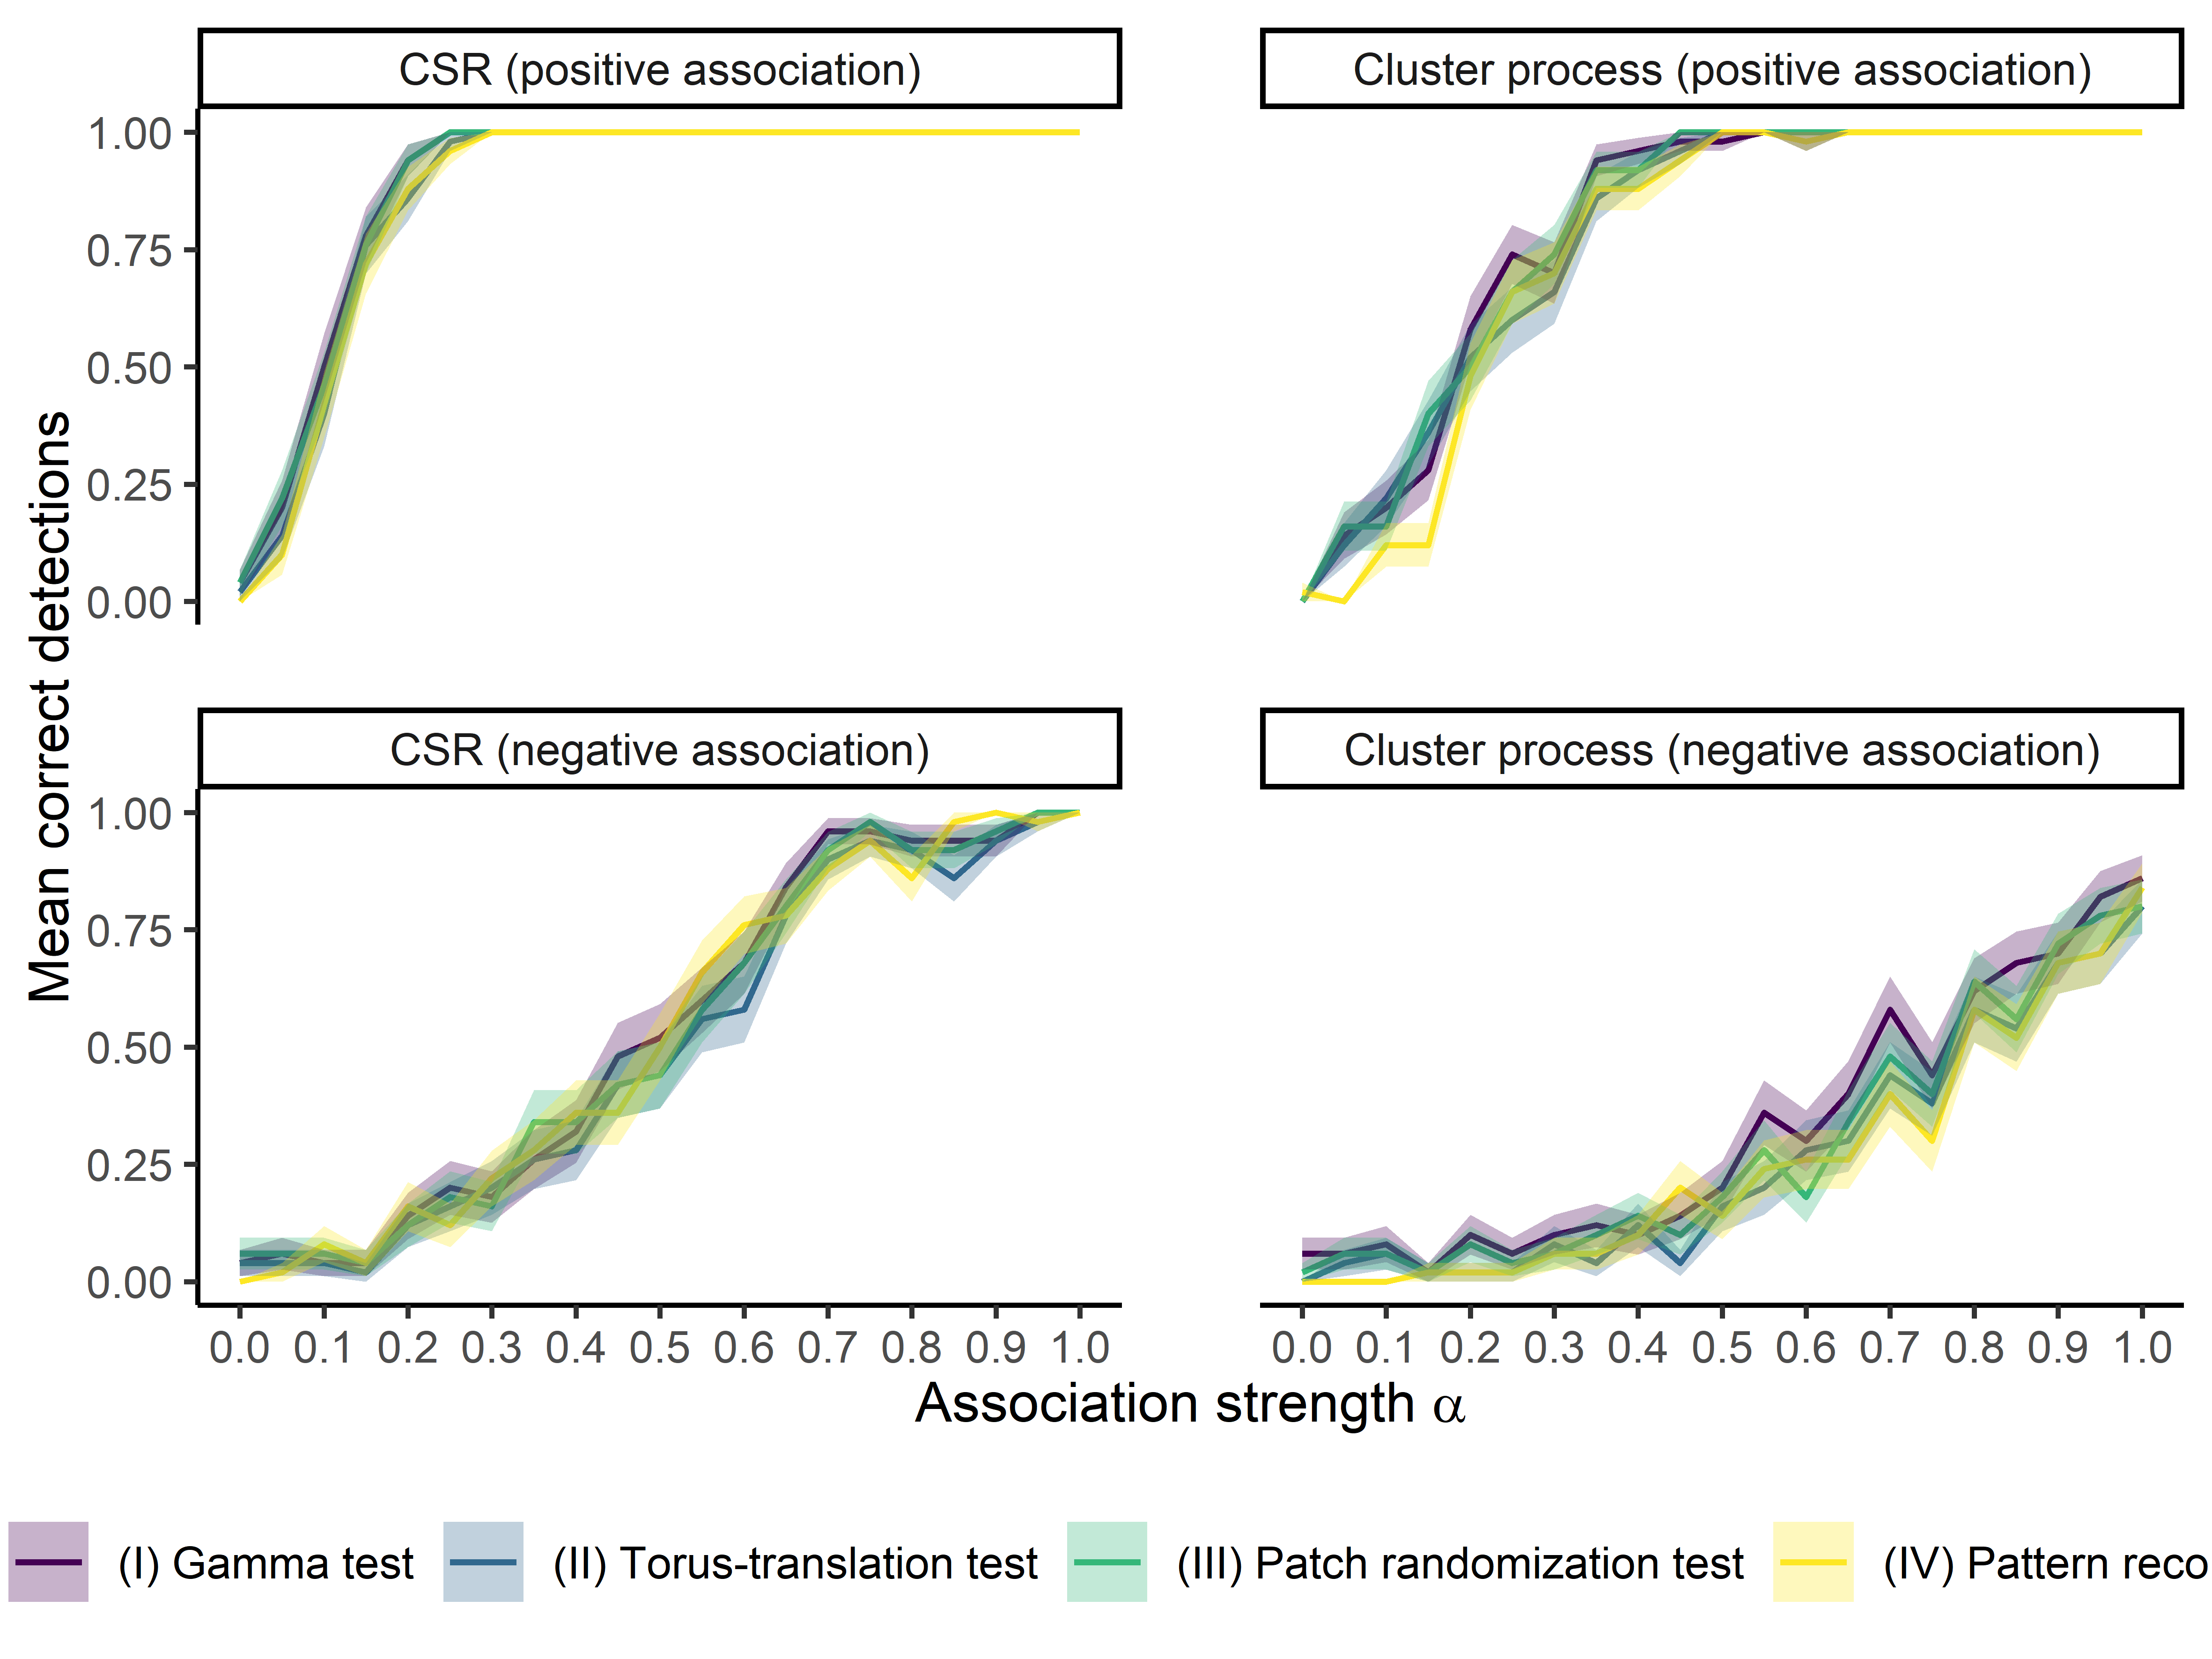 CSR (positive association)
Cluster process (positive association)
1.00
0.75
0.50
0.25
0.00
Mean correct detections
CSR (negative association)
Cluster process (negative association)
1.00
0.75
0.50
0.25
0.00
0.0 0.1 0.2 0.3 0.4 0.5 0.6 0.7 0.8 0.9 1.0
0.0 0.1 0.2 0.3 0.4 0.5 0.6 0.7 0.8 0.9 1.0
Association strength α
(I) Gamma test (II) Torus-translation test (III) Patch randomization test (IV) Pattern reco